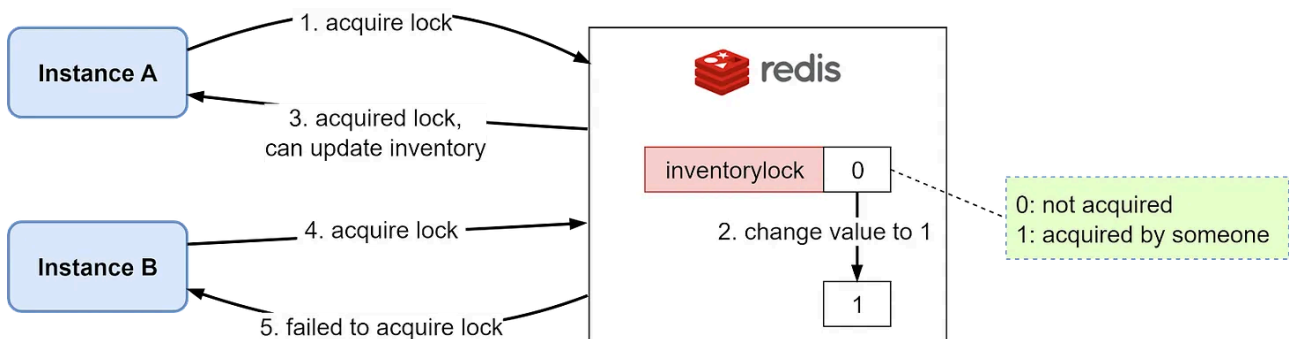 1. acquire lock
Instance A
3. acquired lock,
can update inventory
Instance B
4. acquire lock
5. failed to acquire lock
redis
inventorylock 0
2. change value to 1
1
0: not acquired
1: acquired by someone